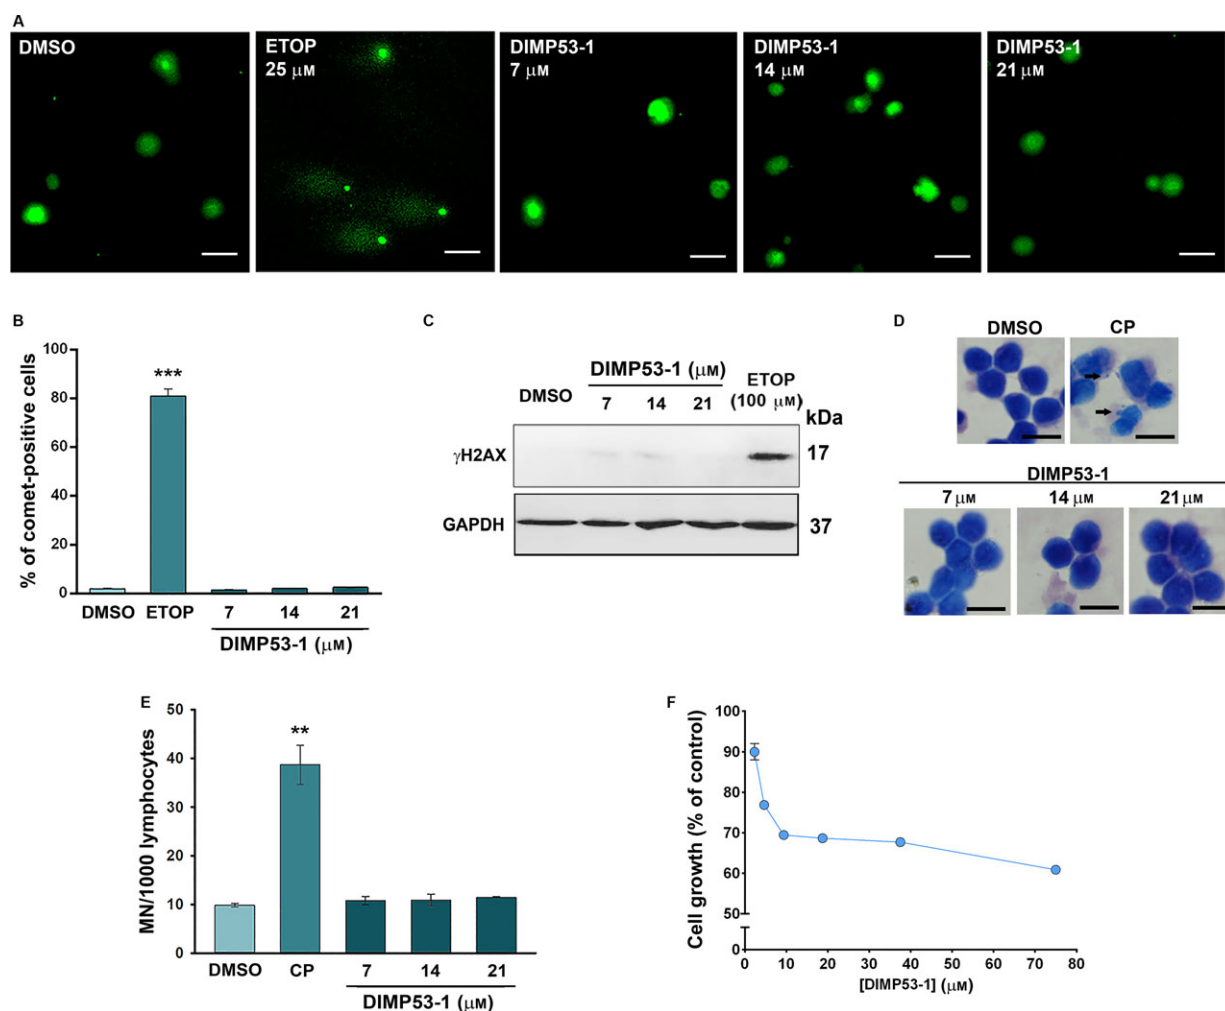 A
DMSO
ETOP
25 μM
DIMP53-1
7 μM
DIMP53-1
14 μM
DIMP53-1
21 μM
B
% of comet-positive cells
100
80
60
40
20
0
***
DMSO ETOP 7 14 21
DIMP53-1 (μM)
C
DIMP53-1 (μM)
DMSO 7 14 21 ETOP (100 μM)
kDa
γH2AX 17
GAPDH 37
D
DMSO CP
DIMP53-1
7 μM 14 μM 21 μM
E
MN/1000 lymphocytes
50
40
30
20
10
0
**
DMSO CP 7 14 21
DIMP53-1 (μM)
F
Cell growth (% of control)
100
90
80
70
60
50
0
0 10 20 30 40 50 60 70 80
[DIMP53-1] (μM)